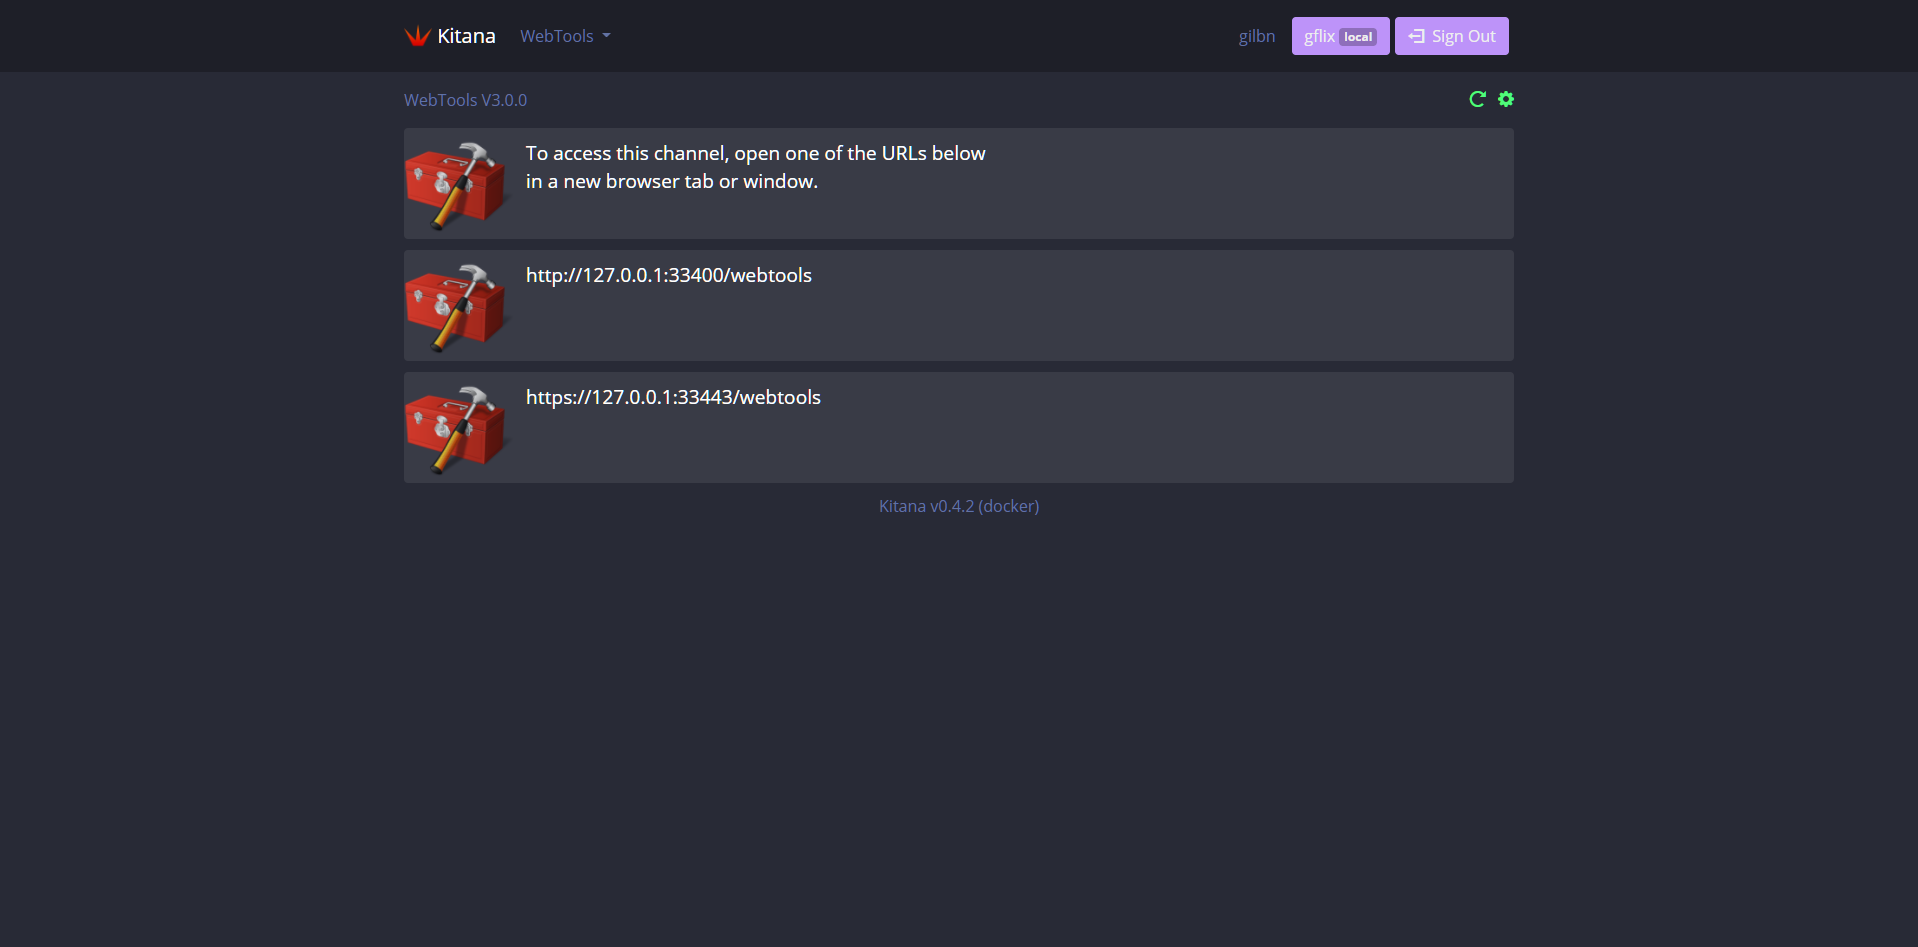 Kitana WebTools gilbn gflix local Sign Out
WebTools V3.0.0
To access this channel, open one of the URLs below
in a new browser tab or window.
http://127.0.0.1:33400/webtools
https://127.0.0.1:33443/webtools
Kitana v0.4.2 (docker)